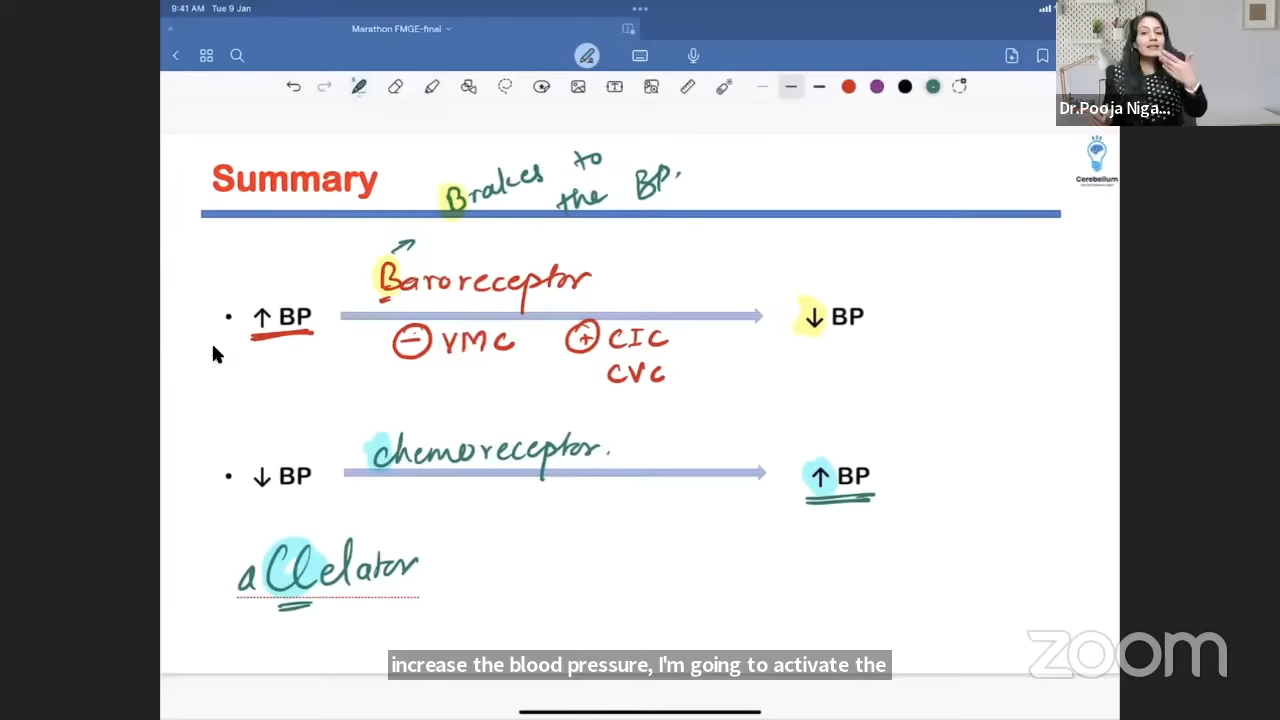 9:41 AM Tue 9 Jan
Marathon FMGE-final
Dr.Pooja Niga...
Summary
Brakes to
the BP.
Cerebellum
Baroreceptor
• ↑ BP
↓ BP
⊖ VMC ⊕ CIC
CVC
chemoreceptor.
• ↓ BP
↑ BP
aCCelator
zoom
increase the blood pressure, I'm going to activate the